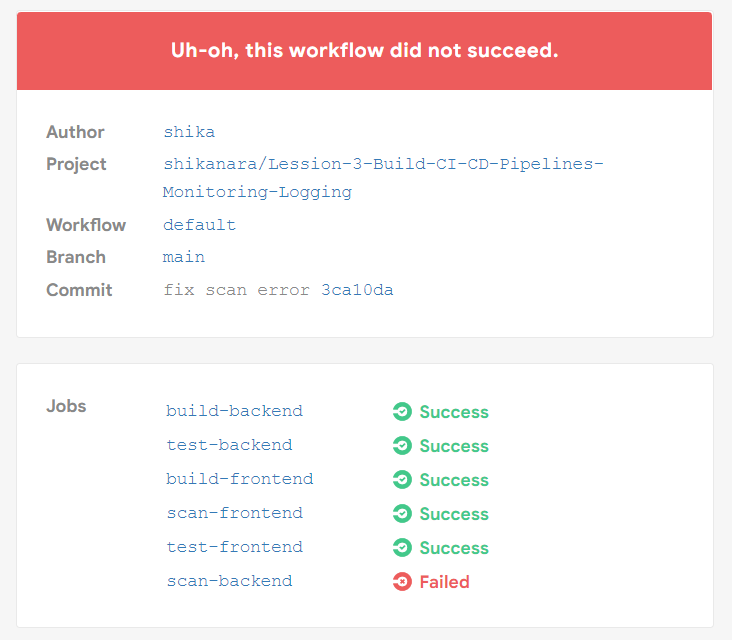 Uh-oh, this workflow did not succeed.
Author shika
Project shikanara/Lession-3-Build-CI-CD-Pipelines-
Monitoring-Logging
Workflow default
Branch main
Commit fix scan error 3ca10da
Jobs build-backend Success
test-backend Success
build-frontend Success
scan-frontend Success
test-frontend Success
scan-backend Failed